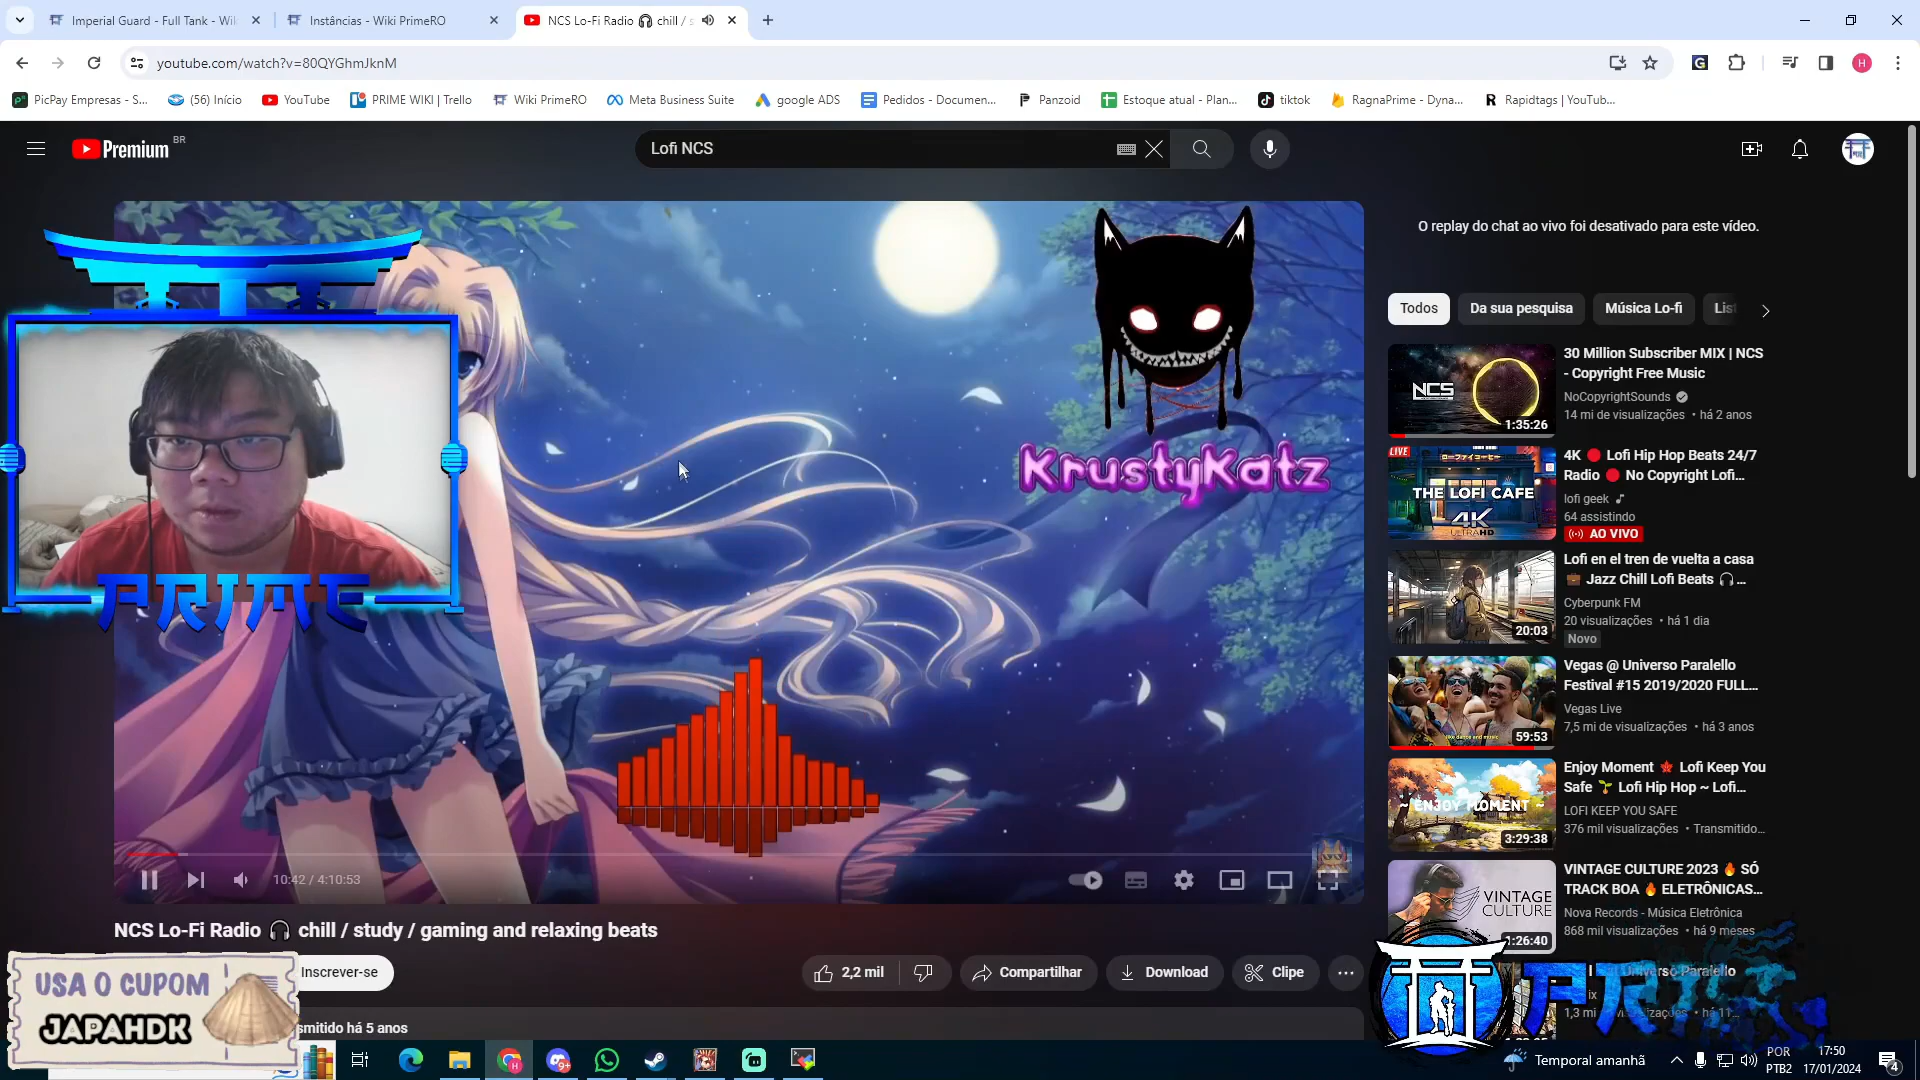 Imperial Guard - Full Tank - Wi
Instâncias - Wiki PrimeRO
NCS Lo-Fi Radio 🎧 chill / s
youtube.com/watch?v=80QYGhmJknM
PicPay Empresas - S...
(56) Início
YouTube
PRIME WIKI | Trello
Wiki PrimeRO
Meta Business Suite
google ADS
Pedidos - Documen...
Panzoid
Estoque atual - Plan...
tiktok
RagnaPrime - Dyna...
Rapidtags | YouTub...
Premium
BR
Lofi NCS
O replay do chat ao vivo foi desativado para este vídeo.
Todos
Da sua pesquisa
Música Lo-fi
List
KrustyKatz
PRIME
NCS
1:35:26
30 Million Subscriber MIX | NCS
- Copyright Free Music
NoCopyrightSounds
14 mi de visualizações • há 2 anos
LIVE
THE LOFI CAFE
4K
ULTRAHD
4K 🔴 Lofi Hip Hop Beats 24/7
Radio 🔴 No Copyright Lofi...
lofi geek
64 assistindo
AO VIVO
20:03
Lofi en el tren de vuelta a casa
💼 Jazz Chill Lofi Beats 🎧...
Cyberpunk FM
20 visualizações • há 1 dia
Novo
59:53
Vegas @ Universo Paralello
Festival #15 2019/2020 FULL...
Vegas Live
7,5 mi de visualizações • há 3 anos
~ ENJOY MOMENT ~
3:29:38
Enjoy Moment 🍁 Lofi Keep You
Safe 🌱 Lofi Hip Hop ~ Lofi...
LOFI KEEP YOU SAFE
376 mil visualizações • Transmitido...
VINTAGE
CULTURE
1:26:40
VINTAGE CULTURE 2023 🔥 SÓ
TRACK BOA 🔥 ELETRÔNICAS...
Nova Records - Música Eletrônica
868 mil visualizações • há 9 meses
Universo Paralello
1,3 mi
10:42 / 4:10:53
NCS Lo-Fi Radio 🎧 chill / study / gaming and relaxing beats
Inscrever-se
2,2 mil
Compartilhar
Download
Clipe
smitido há 5 anos
USA O CUPOM
JAPAHDK
Temporal amanhã
POR
PTB2
17:50
17/01/2024
4